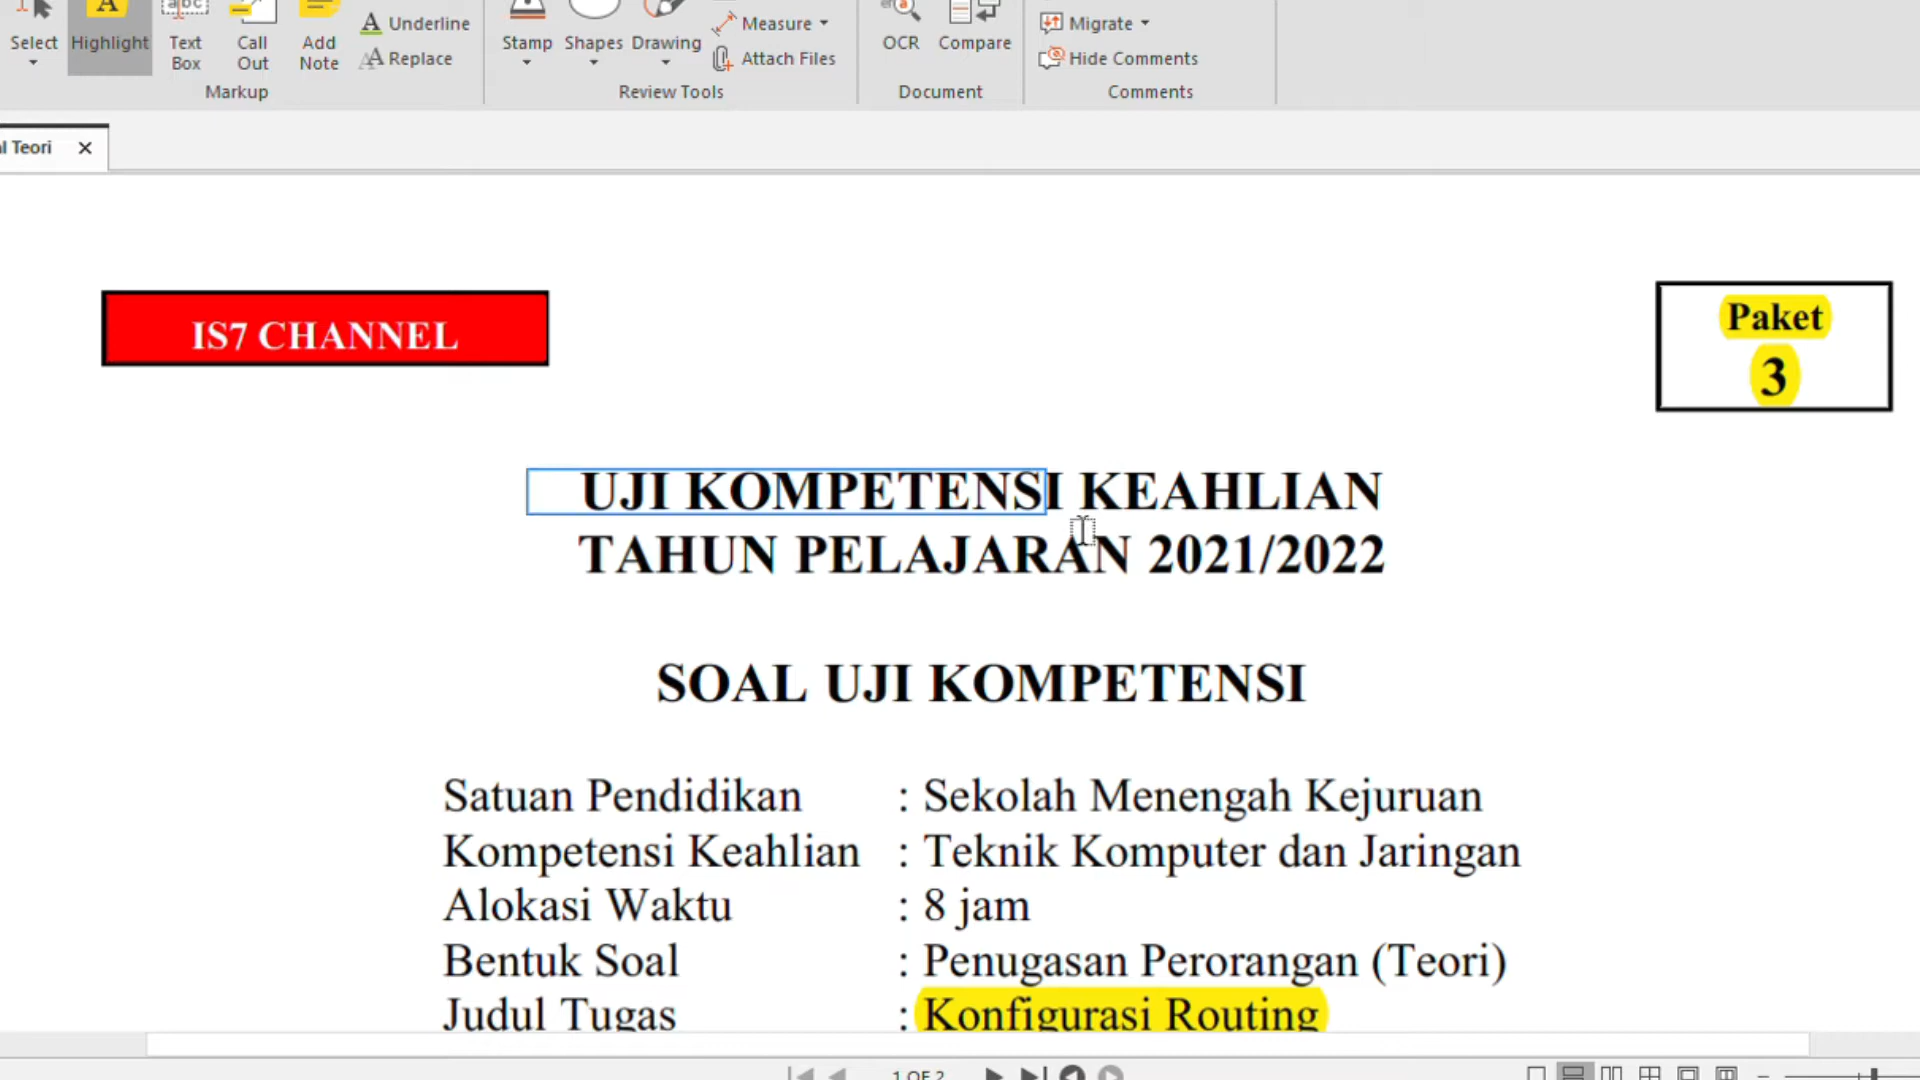 Select
Highlight
Text Box
Call Out
Add Note
Underline
Replace
Markup
Stamp
Shapes
Drawing
Measure
Attach Files
Review Tools
OCR
Compare
Document
Migrate
Hide Comments
Comments
Teori
IS7 CHANNEL
Paket
3
UJI KOMPETENSI KEAHLIAN
TAHUN PELAJARAN 2021/2022
SOAL UJI KOMPETENSI
Satuan Pendidikan : Sekolah Menengah Kejuruan
Kompetensi Keahlian : Teknik Komputer dan Jaringan
Alokasi Waktu : 8 jam
Bentuk Soal : Penugasan Perorangan (Teori)
Judul Tugas : Konfigurasi Routing
1 OF 2